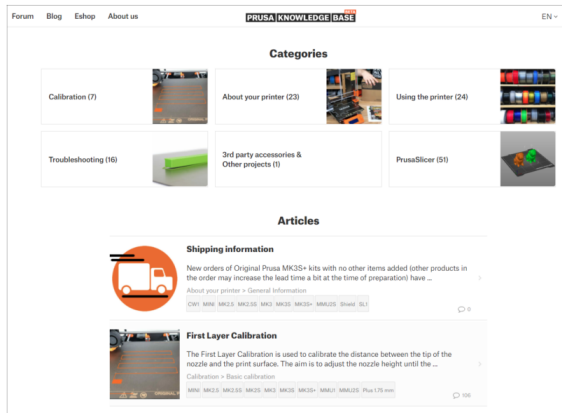 Forum Blog Eshop About us
PRUSA KNOWLEDGE BASE
BETA
EN
Categories
Calibration (7)
About your printer (23)
Using the printer (24)
Troubleshooting (16)
3rd party accessories &
Other projects (1)
PrusaSlicer (51)
Articles
Shipping information
New orders of Original Prusa MK3S+ kits with no other items added (other products in
the order may increase the lead time a bit at the time of preparation) have ...
About your printer > General Information
CW1 MINI MK2.5 MK2.5S MK3 MK3S MK3S+ MMU2S Shield SL1
0
First Layer Calibration
The First Layer Calibration is used to calibrate the distance between the tip of the
nozzle and the print surface. The aim is to adjust the nozzle height until the ...
Calibration > Basic calibration
MINI MK2.5 MK2.5S MK2S MK3 MK3S MK3S+ MMU1 MMU2S Plus 1.75 mm
106